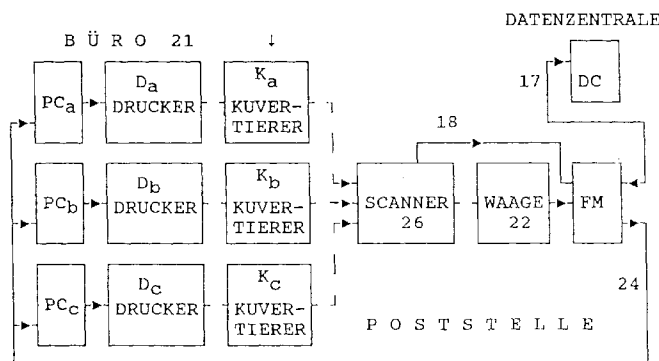 DATENZENTRALE
B Ü R O 21 ↓
17 DC
PCa Da DRUCKER Ka KUVER-
TIERER
18
PCb Db DRUCKER Kb KUVER-
TIERER
SCANNER 26 WAAGE 22 FM
PCc Dc DRUCKER Kc KUVER-
TIERER
24
P O S T S T E L L E